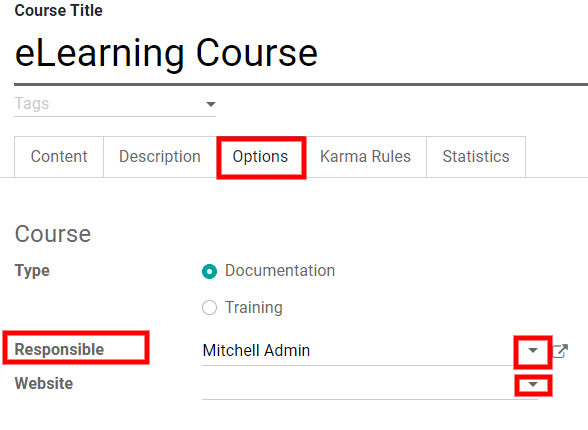 Course Title
eLearning Course
Tags
Content Description Options Karma Rules Statistics
Course
Type Documentation
Training
Responsible Mitchell Admin
Website